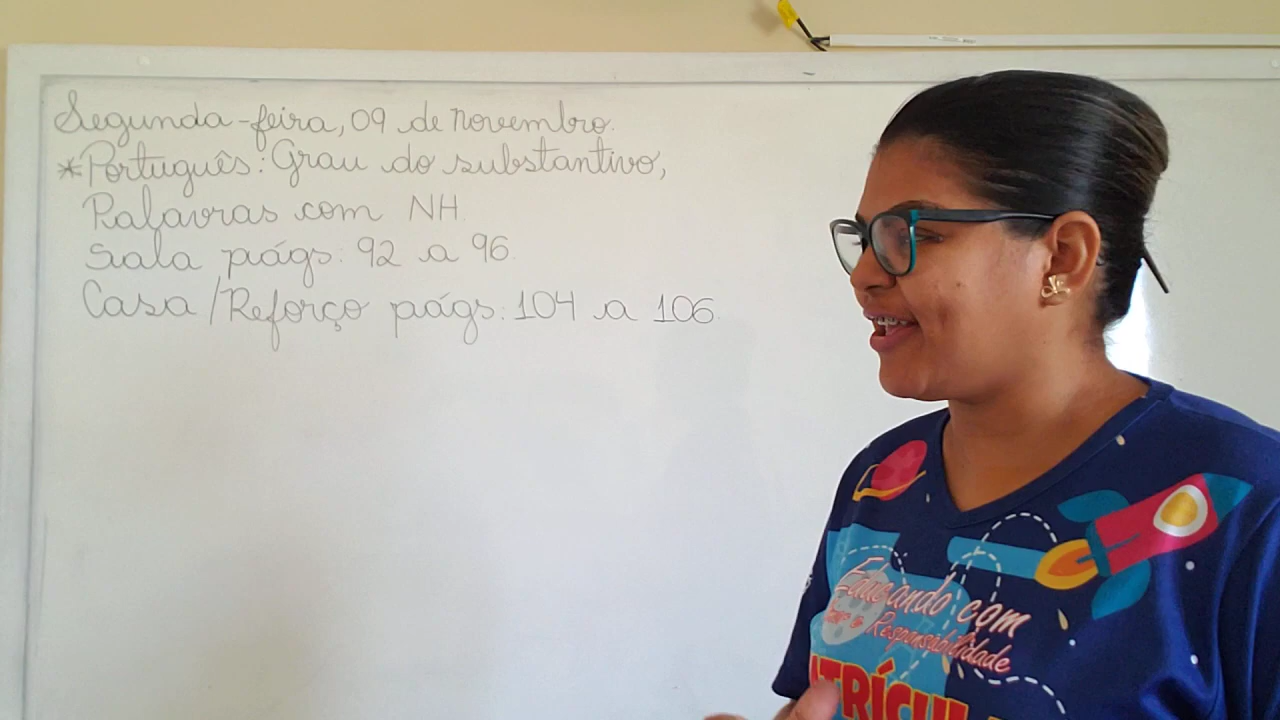 Segunda-feira, 09 de novembro.
*Português: Grau do substantivo,
Palavras com NH
Sala págs: 92 a 96.
Casa/Reforço págs: 104 a 106.
Educando com
Amor e Responsabilidade